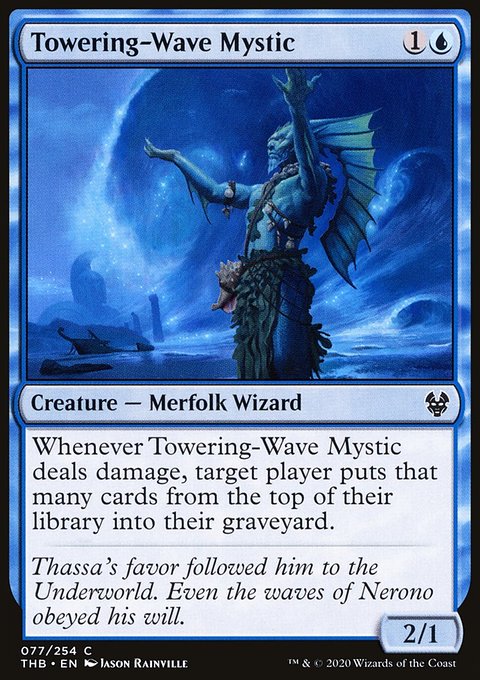 Towering-Wave Mystic 1
Creature — Merfolk Wizard
Whenever Towering-Wave Mystic
deals damage, target player puts that
many cards from the top of their
library into their graveyard.
Thassa's favor followed him to the
Underworld. Even the waves of Nerono
obeyed his will.
2/1
077/254 C
THB • EN Jason Rainville
™ & © 2020 Wizards of the Coast